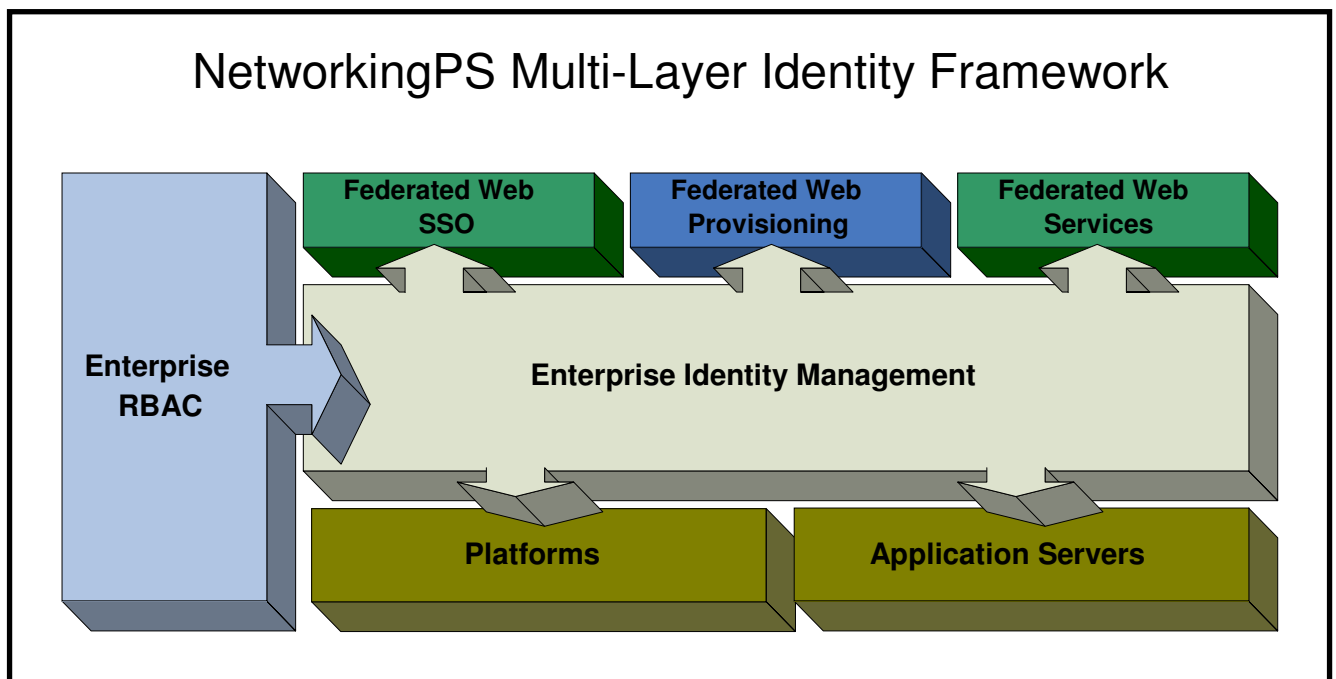 NetworkingPS Multi-Layer Identity Framework
Federated Web
SSO
Federated Web
Provisioning
Federated Web
Services
Enterprise
RBAC
Enterprise Identity Management
Platforms
Application Servers